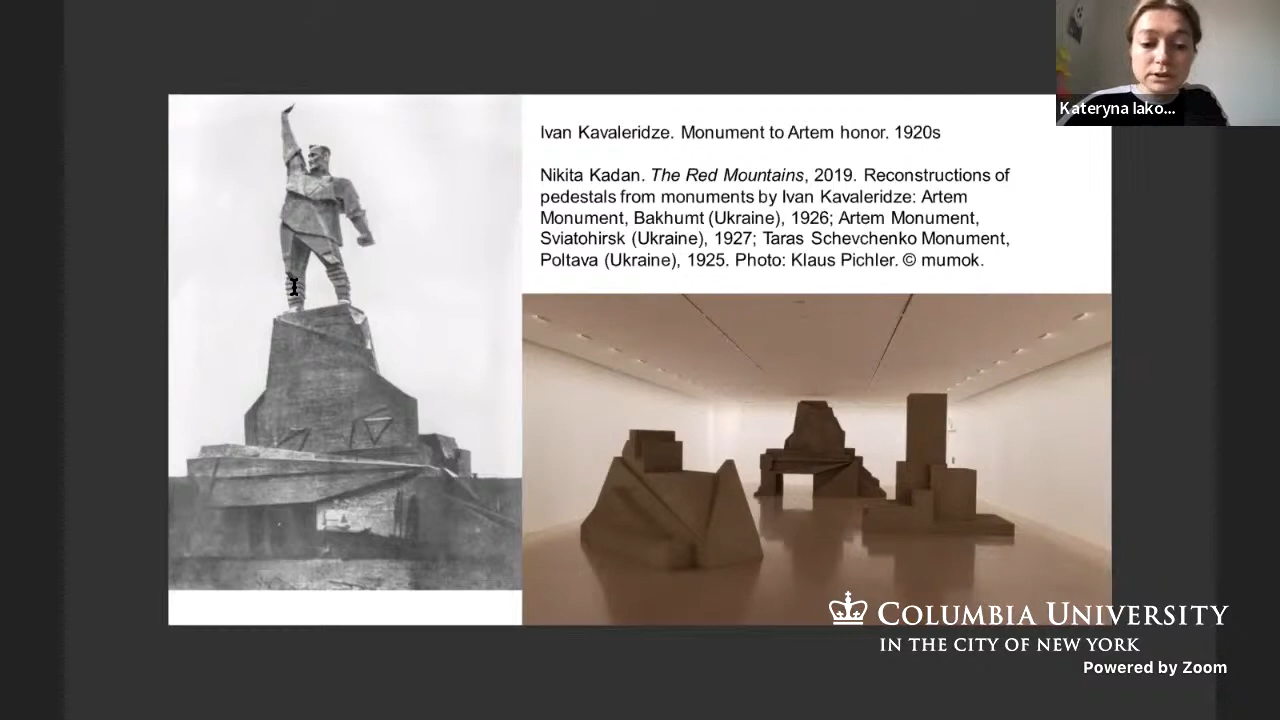 Kateryna Iako...
Ivan Kavaleridze. Monument to Artem honor. 1920s
Nikita Kadan. The Red Mountains, 2019. Reconstructions of
pedestals from monuments by Ivan Kavaleridze: Artem
Monument, Bakhumt (Ukraine), 1926; Artem Monument,
Sviatohirsk (Ukraine), 1927; Taras Schevchenko Monument,
Poltava (Ukraine), 1925. Photo: Klaus Pichler. © mumok.
COLUMBIA UNIVERSITY
IN THE CITY OF NEW YORK
Powered by Zoom